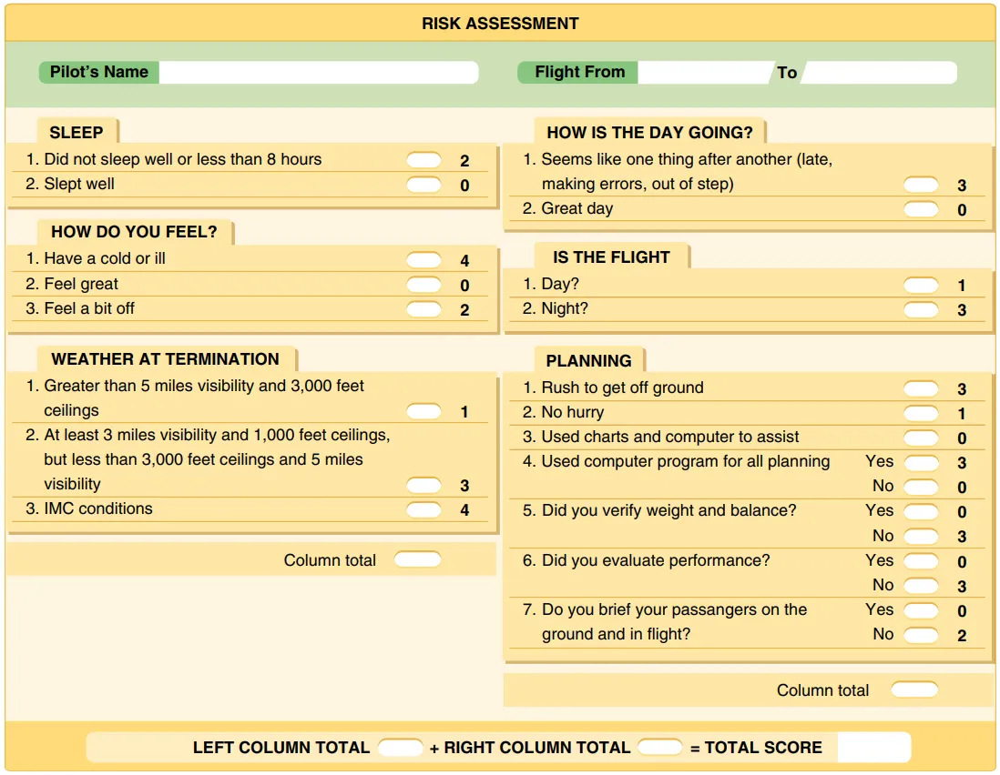 RISK ASSESSMENT
Pilot's Name
Flight From
To
SLEEP
1. Did not sleep well or less than 8 hours 2
2. Slept well 0
HOW DO YOU FEEL?
1. Have a cold or ill 4
2. Feel great 0
3. Feel a bit off 2
WEATHER AT TERMINATION
1. Greater than 5 miles visibility and 3,000 feet
ceilings 1
2. At least 3 miles visibility and 1,000 feet ceilings,
but less than 3,000 feet ceilings and 5 miles
visibility 3
3. IMC conditions 4
Column total
HOW IS THE DAY GOING?
1. Seems like one thing after another (late,
making errors, out of step) 3
2. Great day 0
IS THE FLIGHT
1. Day? 1
2. Night? 3
PLANNING
1. Rush to get off ground 3
2. No hurry 1
3. Used charts and computer to assist 0
4. Used computer program for all planning Yes 3
No 0
5. Did you verify weight and balance? Yes 0
No 3
6. Did you evaluate performance? Yes 0
No 3
7. Do you brief your passangers on the Yes 0
ground and in flight? No 2
Column total
LEFT COLUMN TOTAL + RIGHT COLUMN TOTAL = TOTAL SCORE